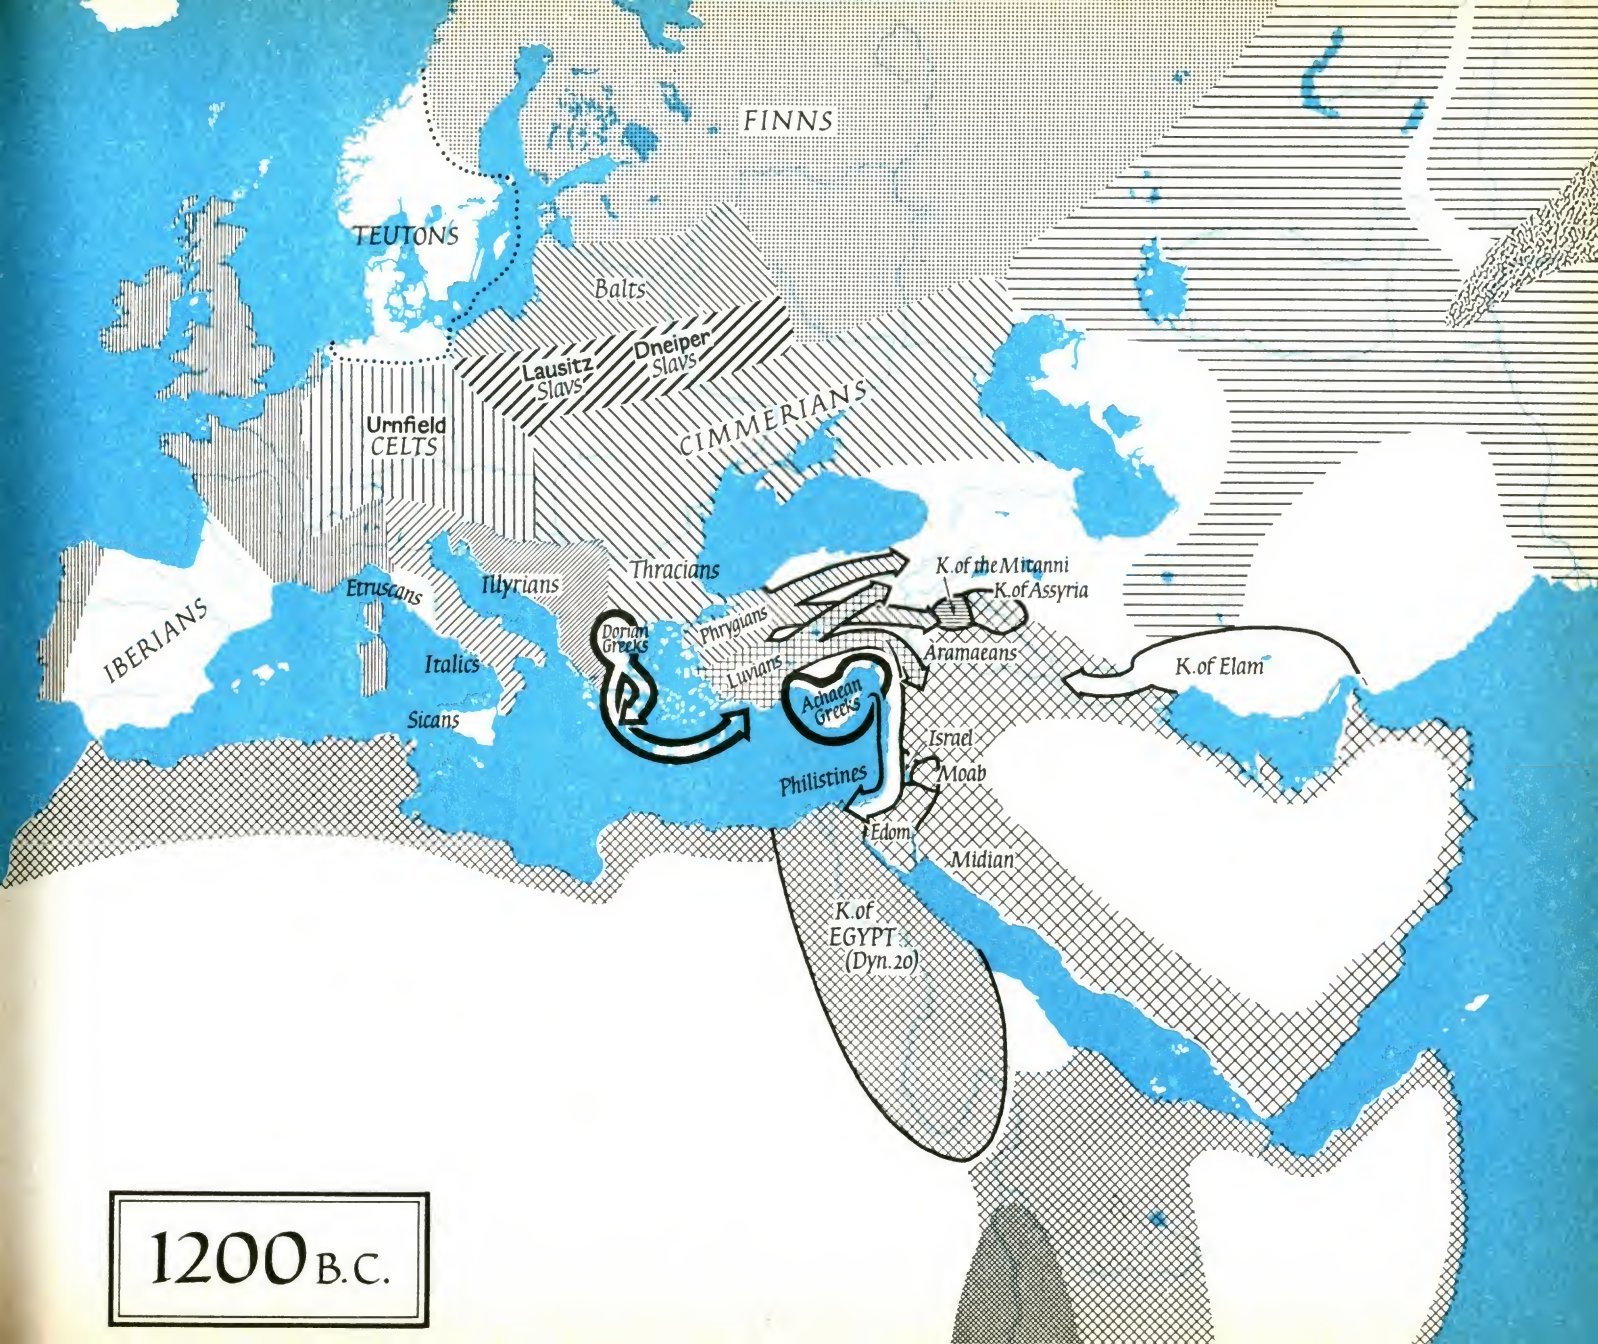 FINNS
TEUTONS
Balts
Dneiper
Slavs
Lausitz
Slavs
CIMMERIANS
Urnfield
CELTS
K. of the Mitanni
K. of Assyria
Thracians
Illyrians
Etruscans
Phrygians
Dorian
Greeks
IBERIANS
Italics
Luvians
Aramaeans
K. of Elam
Achaean
Greeks
Sicans
Israel
Moab
Philistines
Edom
Midian
K. of
EGYPT
(Dyn. 20)
1200 B.C.